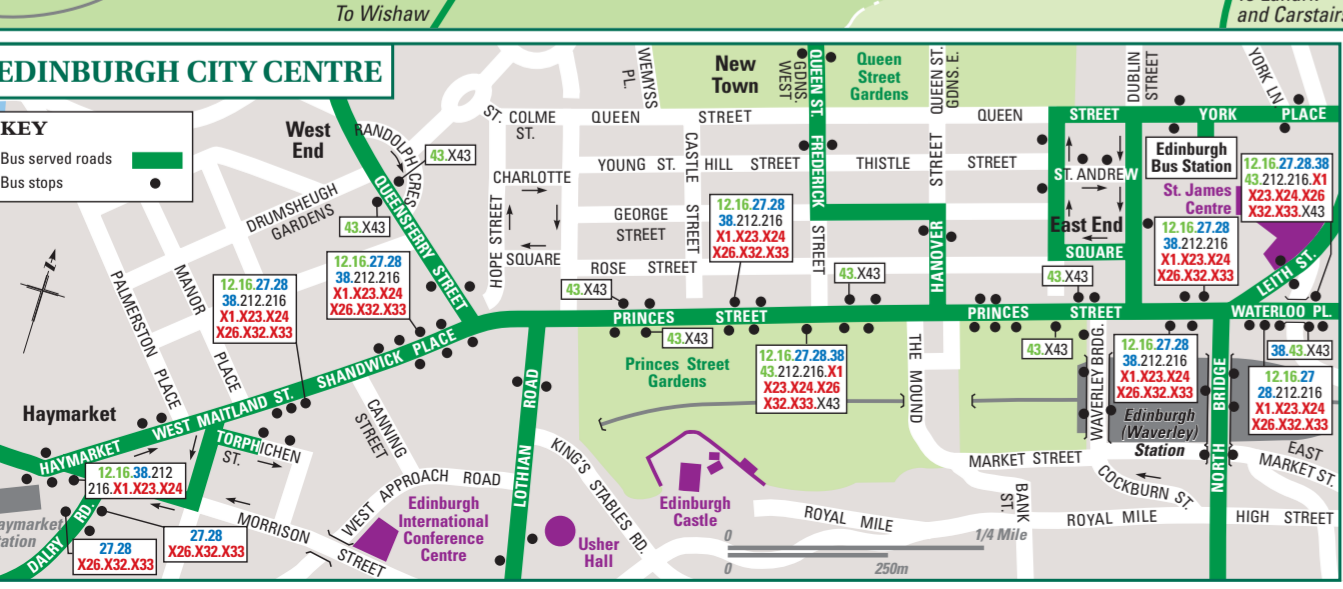 To Wishaw
and Carstairs
EDINBURGH CITY CENTRE
KEY
Bus served roads
Bus stops
West
End
RANDOLPH CRES
43.X43
43.X43
DRUMSHEUGH
GARDENS
QUEENSFERRY STREET
ST. COLME
ST.
WEMYSS
PL.
New
Town
GDNS.
WEST
QUEEN ST.
Queen
Street
Gardens
QUEEN ST.
GDNS. E.
DUBLIN
STREET
YORK LN
QUEEN STREET
QUEEN
STREET
YORK PLACE
CHARLOTTE
SQUARE
HOPE STREET
YOUNG ST.
HILL STREET
THISTLE STREET
CASTLE STREET
FREDERICK
STREET
HANOVER
STREET
GEORGE
STREET
ROSE STREET
ST. ANDREW
SQUARE
East End
Edinburgh
Bus Station
St. James
Centre
12.16.27.28.38
43.212.216.X1
X23.X24.X26
X32.X33.X43
12.16.27.28
38.212.216
X1.X23.X24
X26.X32.X33
12.16.27.28
38.212.216
X1.X23.X24
X26.X32.X33
12.16.27.28
38.212.216
X1.X23.X24
X26.X32.X33
12.16.27.28
38.212.216
X1.X23.X24
X26.X32.X33
43.X43
43.X43
43.X43
LEITH ST.
PRINCES STREET
PRINCES STREET
WATERLOO PL.
43.X43
43.X43
38.43.X43
12.16.27.28.38
43.212.216.X1
X23.X24.X26
X32.X33.X43
12.16.27.28
38.212.216
X1.X23.X24
X26.X32.X33
12.16.27
28.212.216
X1.X23.X24
X26.X32.X33
PALMERSTON
PLACE
MANOR
PLACE
SHANDWICK PLACE
WEST MAITLAND ST.
Haymarket
HAYMARKET
TORPHICHEN
ST.
CANNING
STREET
LOTHIAN ROAD
Princes Street
Gardens
THE MOUND
WAVERLEY BRDG.
Edinburgh
(Waverley)
Station
NORTH BRIDGE
EAST
MARKET ST.
MARKET STREET
COCKBURN ST.
BANK
ST.
12.16.38.212
216.X1.X23.X24
27.28
X26.X32.X33
27.28
X26.X32.X33
DALRY RD.
MORRISON
STREET
WEST APPROACH ROAD
Edinburgh
International
Conference
Centre
KING'S STABLES RD.
Usher
Hall
Edinburgh
Castle
ROYAL MILE
ROYAL MILE
HIGH STREET
0
1/4 Mile
0
250m